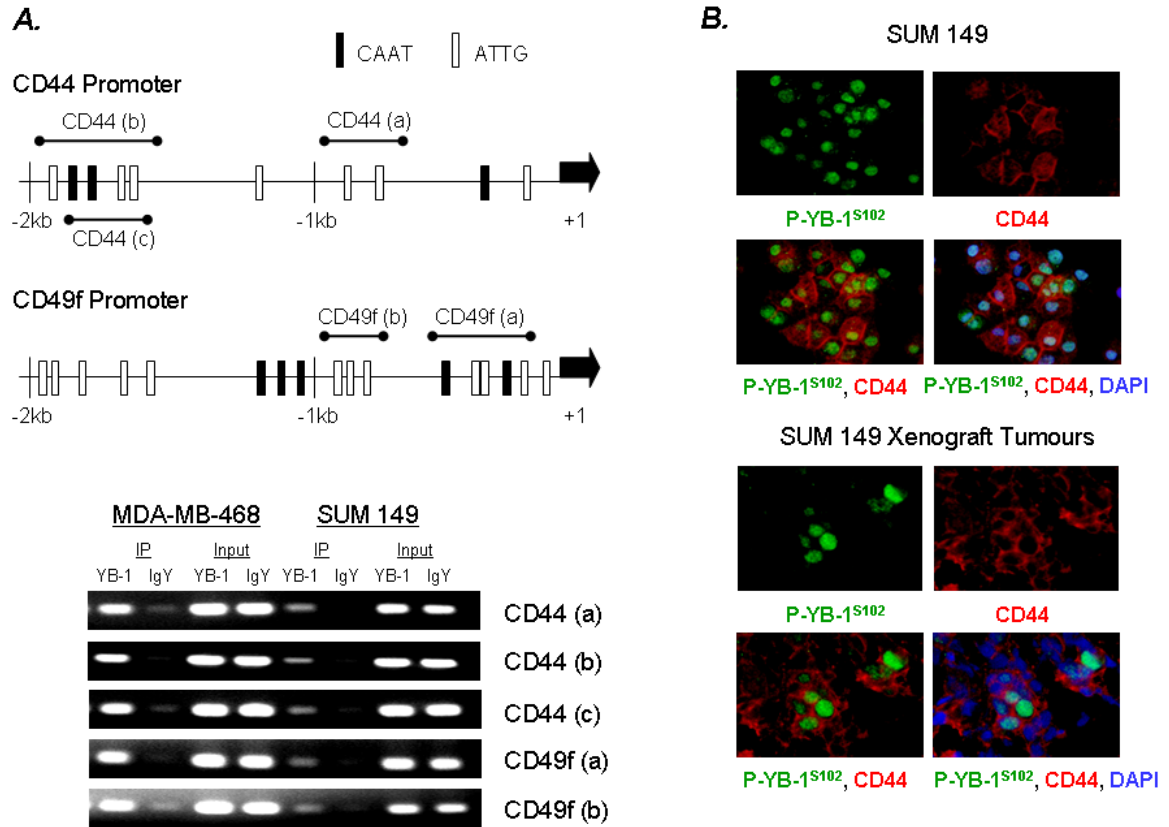 A.
CAAT ATTG
CD44 Promoter
CD44 (b) CD44 (a)
-2kb -1kb +1
CD44 (c)
CD49f Promoter
CD49f (b) CD49f (a)
-2kb -1kb +1
MDA-MB-468 SUM 149
IP Input IP Input
YB-1 IgY YB-1 IgY YB-1 IgY YB-1 IgY
CD44 (a)
CD44 (b)
CD44 (c)
CD49f (a)
CD49f (b)
B.
SUM 149
P-YB-1S102 CD44
P-YB-1S102, CD44 P-YB-1S102, CD44, DAPI
SUM 149 Xenograft Tumours
P-YB-1S102 CD44
P-YB-1S102, CD44 P-YB-1S102, CD44, DAPI